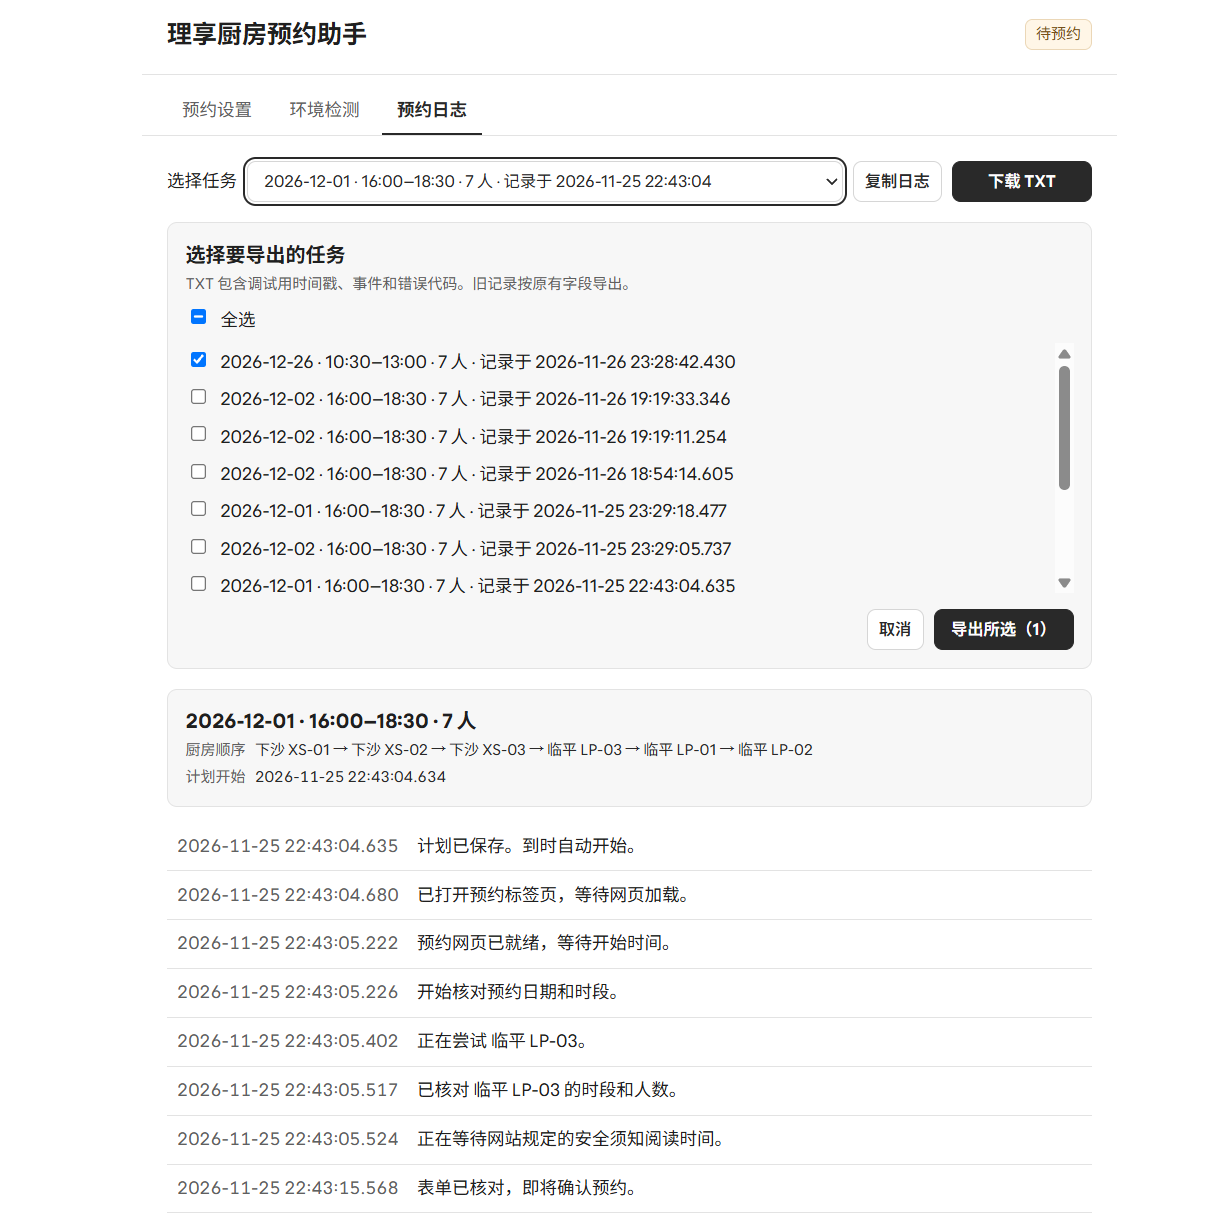 理享厨房预约助手
待预约
预约设置 环境检测 预约日志
选择任务 2026-12-01 · 16:00–18:30 · 7 人 · 记录于 2026-11-25 22:43:04 复制日志 下载 TXT
选择要导出的任务
TXT 包含调试用时间戳、事件和错误代码。旧记录按原有字段导出。
全选
2026-12-26 · 10:30–13:00 · 7 人 · 记录于 2026-11-26 23:28:42.430
2026-12-02 · 16:00–18:30 · 7 人 · 记录于 2026-11-26 19:19:33.346
2026-12-02 · 16:00–18:30 · 7 人 · 记录于 2026-11-26 19:19:11.254
2026-12-02 · 16:00–18:30 · 7 人 · 记录于 2026-11-26 18:54:14.605
2026-12-01 · 16:00–18:30 · 7 人 · 记录于 2026-11-25 23:29:18.477
2026-12-02 · 16:00–18:30 · 7 人 · 记录于 2026-11-25 23:29:05.737
2026-12-01 · 16:00–18:30 · 7 人 · 记录于 2026-11-25 22:43:04.635
取消 导出所选（1）
2026-12-01 · 16:00–18:30 · 7 人
厨房顺序 下沙 XS-01 → 下沙 XS-02 → 下沙 XS-03 → 临平 LP-03 → 临平 LP-01 → 临平 LP-02
计划开始 2026-11-25 22:43:04.634
2026-11-25 22:43:04.635 计划已保存。到时自动开始。
2026-11-25 22:43:04.680 已打开预约标签页，等待网页加载。
2026-11-25 22:43:05.222 预约网页已就绪，等待开始时间。
2026-11-25 22:43:05.226 开始核对预约日期和时段。
2026-11-25 22:43:05.402 正在尝试 临平 LP-03。
2026-11-25 22:43:05.517 已核对 临平 LP-03 的时段和人数。
2026-11-25 22:43:05.524 正在等待网站规定的安全须知阅读时间。
2026-11-25 22:43:15.568 表单已核对，即将确认预约。